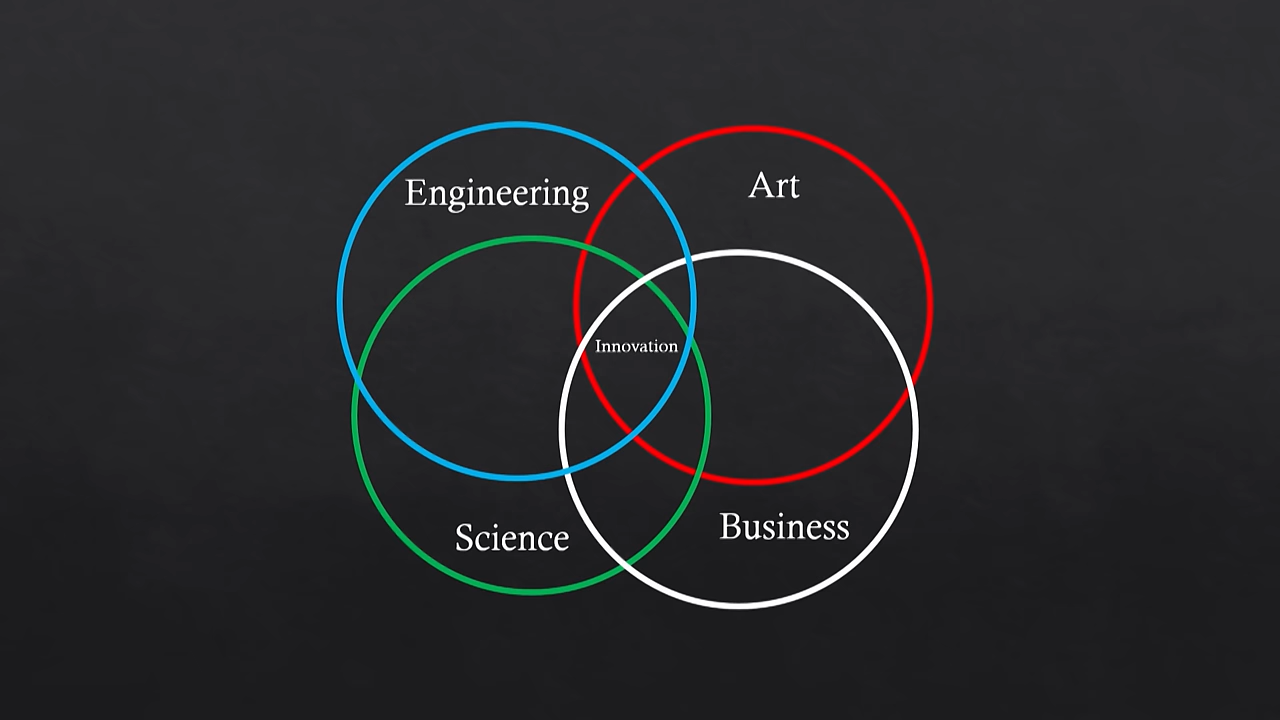 Engineering
Art
Innovation
Science
Business